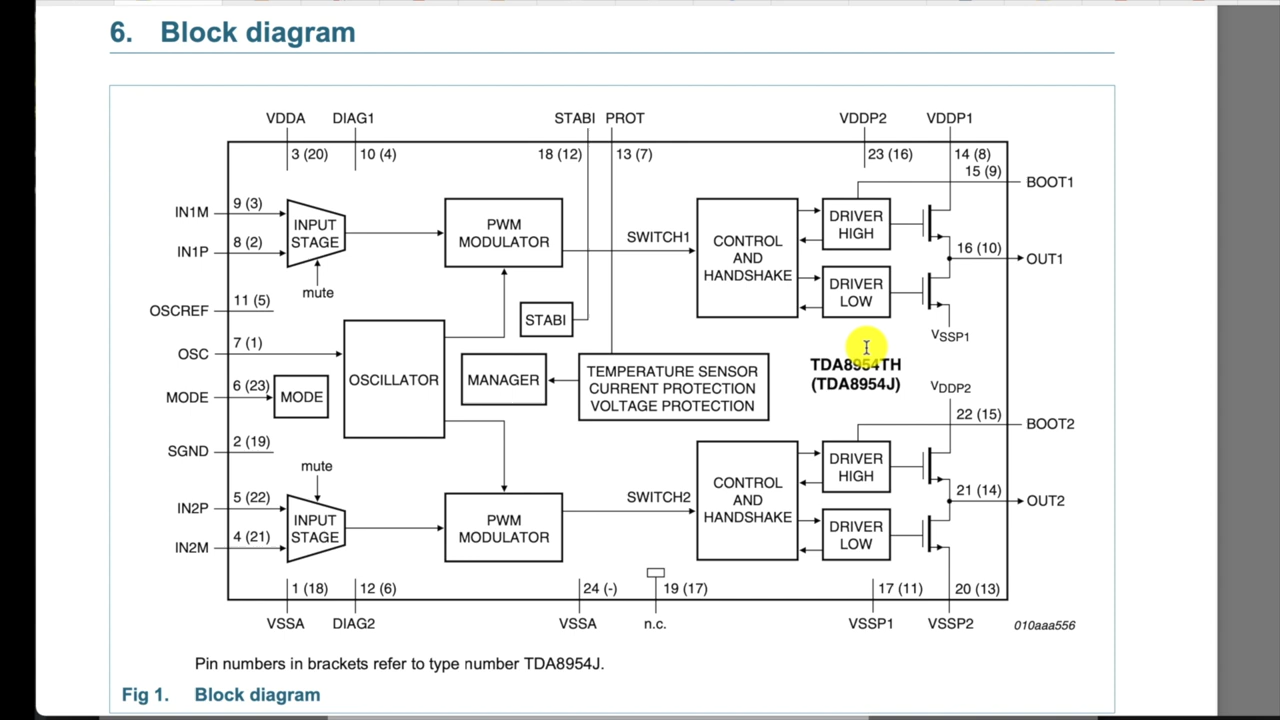 6. Block diagram
VDDA DIAG1 STABI PROT VDDP2 VDDP1
3 (20) 10 (4) 18 (12) 13 (7) 23 (16) 14 (8)
15 (9)
BOOT1
9 (3)
IN1M
INPUT
STAGE
PWM
MODULATOR
DRIVER
HIGH
8 (2)
IN1P
SWITCH1
CONTROL
AND
HANDSHAKE
16 (10)
OUT1
mute
DRIVER
LOW
11 (5)
OSCREF
STABI
VSSP1
7 (1)
OSC
OSCILLATOR
MANAGER
TEMPERATURE SENSOR
CURRENT PROTECTION
VOLTAGE PROTECTION
TDA8954TH
(TDA8954J)
VDDP2
6 (23)
MODE
MODE
22 (15)
BOOT2
2 (19)
SGND
mute
DRIVER
HIGH
5 (22)
IN2P
INPUT
STAGE
PWM
MODULATOR
SWITCH2
CONTROL
AND
HANDSHAKE
21 (14)
OUT2
4 (21)
IN2M
DRIVER
LOW
1 (18) 12 (6) 24 (-) 19 (17) 17 (11) 20 (13)
VSSA DIAG2 VSSA n.c. VSSP1 VSSP2 010aaa556
Pin numbers in brackets refer to type number TDA8954J.
Fig 1. Block diagram